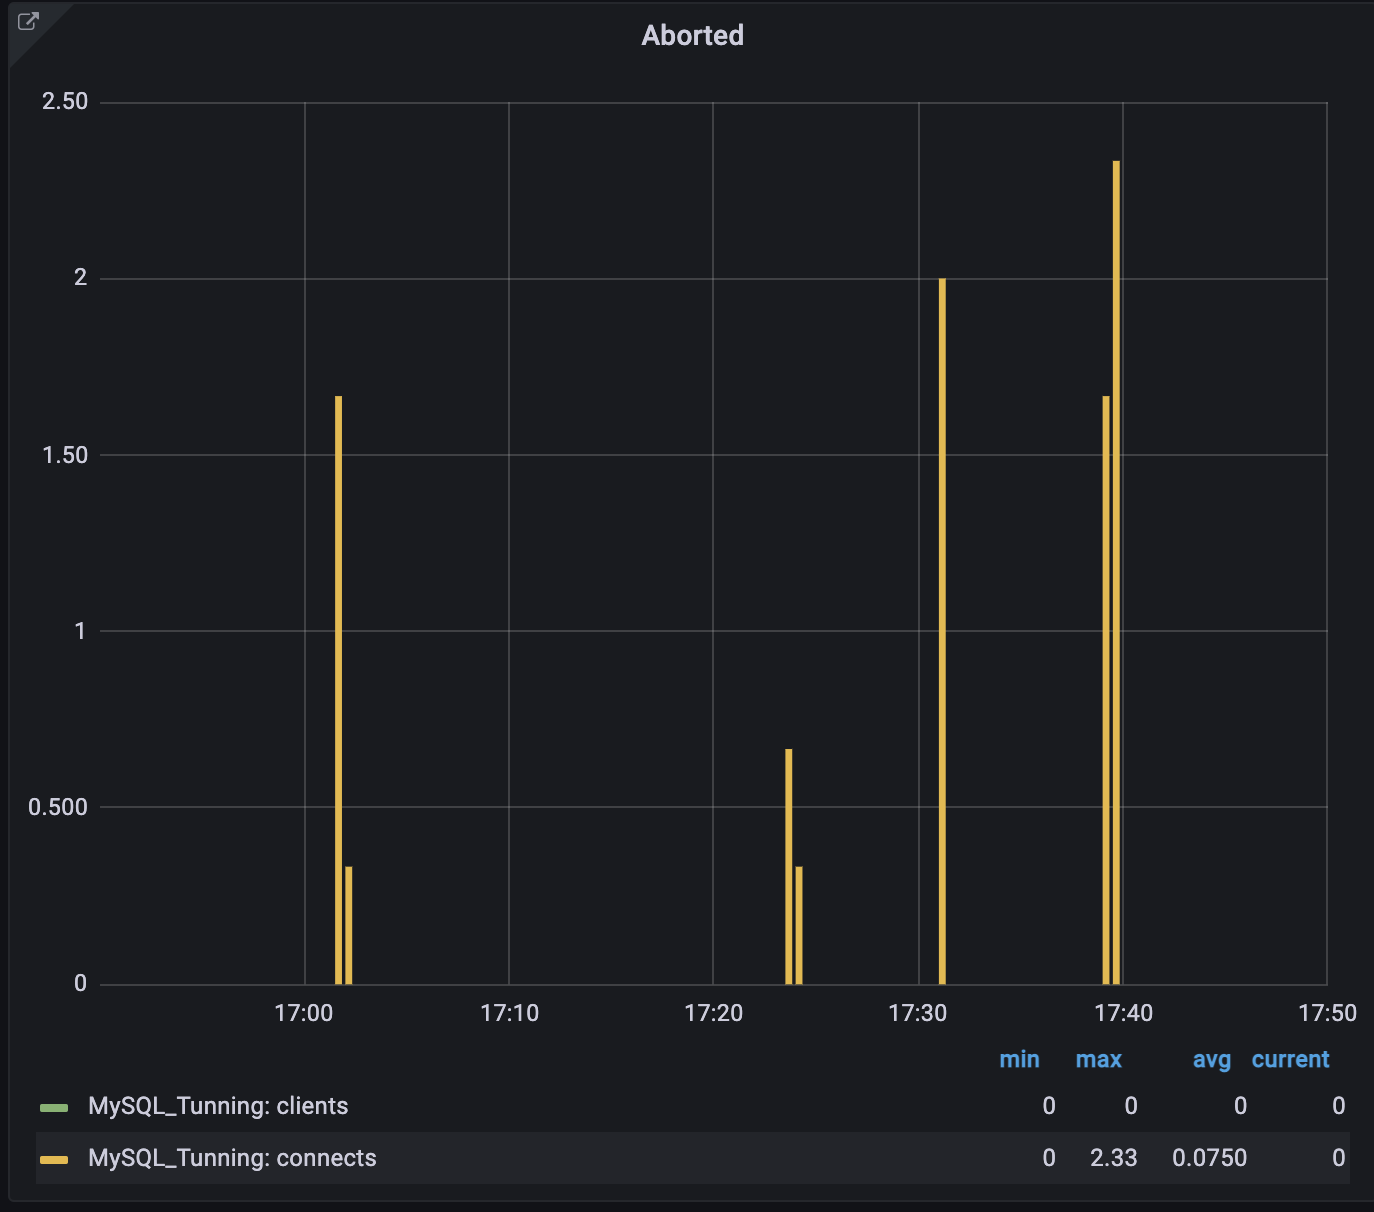 Aborted
2.50
2
1.50
1
0.500
0
17:00 17:10 17:20 17:30 17:40 17:50
min max avg current
MySQL_Tunning: clients 0 0 0 0
MySQL_Tunning: connects 0 2.33 0.0750 0